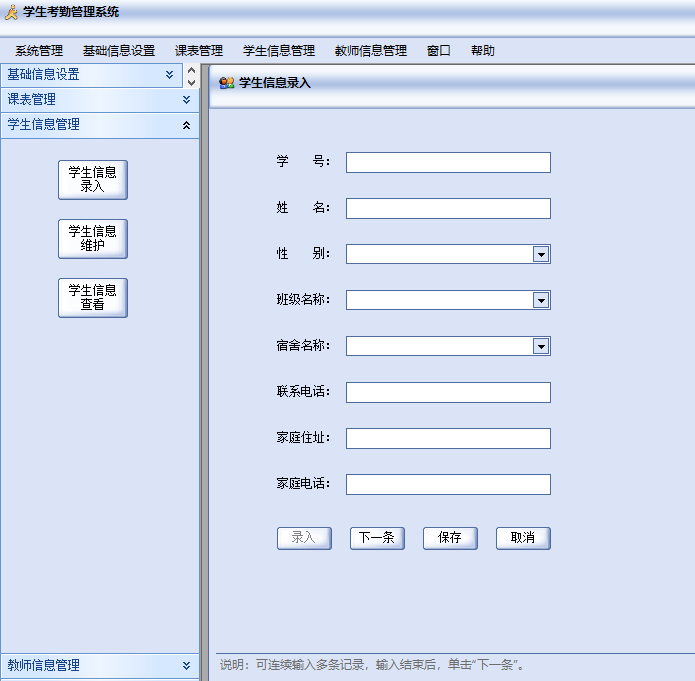 学生考勤管理系统
系统管理 基础信息设置 课表管理 学生信息管理 教师信息管理 窗口 帮助
基础信息设置
课表管理
学生信息管理
学生信息
录入
学生信息
维护
学生信息
查看
教师信息管理
学生信息录入
学 号：
姓 名：
性 别：
班级名称：
宿舍名称：
联系电话：
家庭住址：
家庭电话：
录入 下一条 保存 取消
说明：可连续输入多条记录，输入结束后，单击“下一条”。